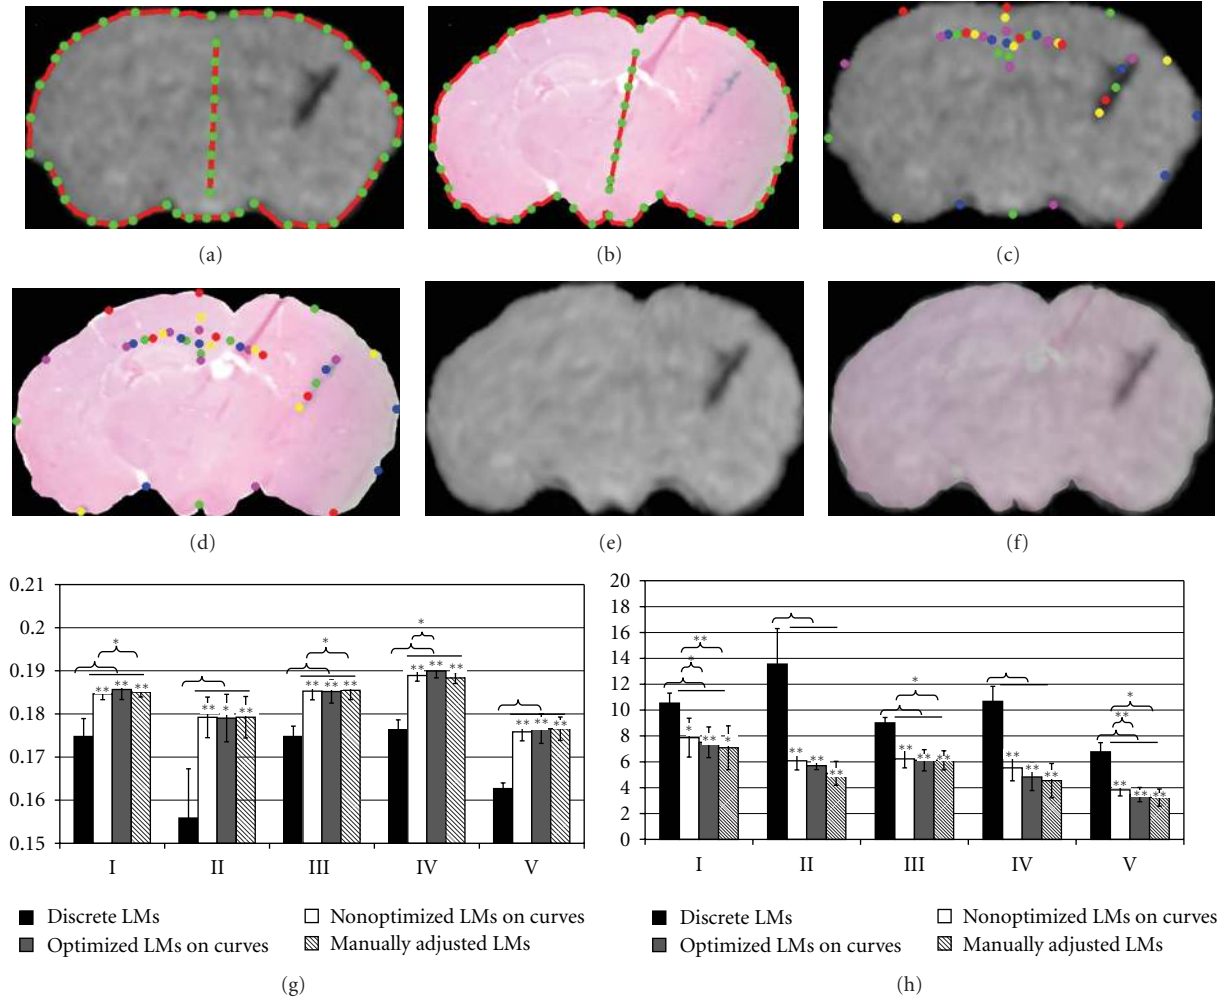 (a)
(b)
(c)
(d)
(e)
(f)
0.21
0.2
0.19
0.18
0.17
0.16
0.15
* * * *
** ** ** ** * ** ** ** ** ** ** ** ** ** **
I II III IV V
Discrete LMs
Nonoptimized LMs on curves
Optimized LMs on curves
Manually adjusted LMs
(g)
20
18
16
14
12
10
8
6
4
2
0
** * * * **
* ** * ** ** ** ** ** ** ** ** ** ** ** **
I II III IV V
Discrete LMs
Nonoptimized LMs on curves
Optimized LMs on curves
Manually adjusted LMs
(h)